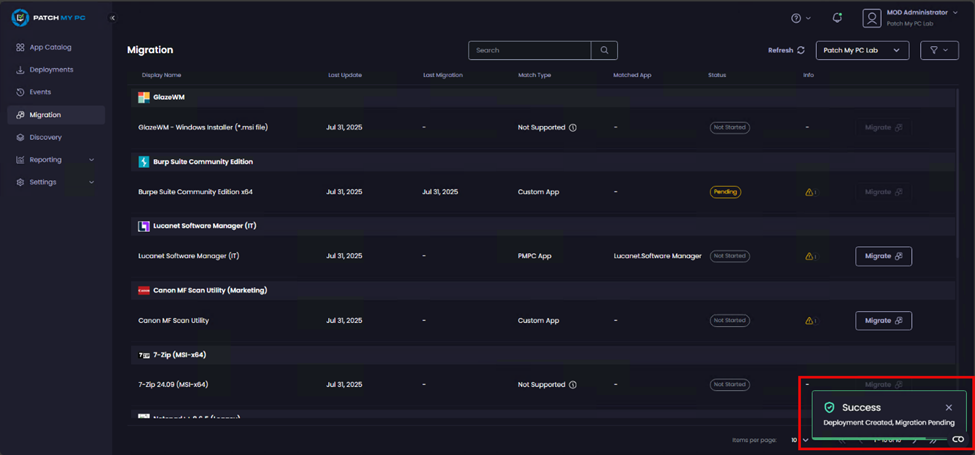 PATCH MY PC
MOD Administrator
Patch My PC Lab
App Catalog
Deployments
Events
Migration
Discovery
Reporting
Settings
Migration
Search
Refresh
Patch My PC Lab
Display Name Last Update Last Migration Match Type Matched App Status Info
GlazeWM
GlazeWM - Windows Installer (*.msi file) Jul 31, 2025 - Not Supported - Not Started - Migrate
Burp Suite Community Edition
Burpe Suite Community Edition x64 Jul 31, 2025 Jul 31, 2025 Custom App - Pending Migrate
Lucanet Software Manager (IT)
Lucanet Software Manager (IT) Jul 31, 2025 - PMPC App Lucanet.Software Manager Not Started Migrate
Canon MF Scan Utility (Marketing)
Canon MF Scan Utility Jul 31, 2025 - Custom App - Not Started Migrate
7-Zip (MSI-x64)
7-Zip 24.09 (MSI-x64) Jul 31, 2025 - Not Supported - Not Started - Migrate
Success
Deployment Created, Migration Pending
Items per page: 10